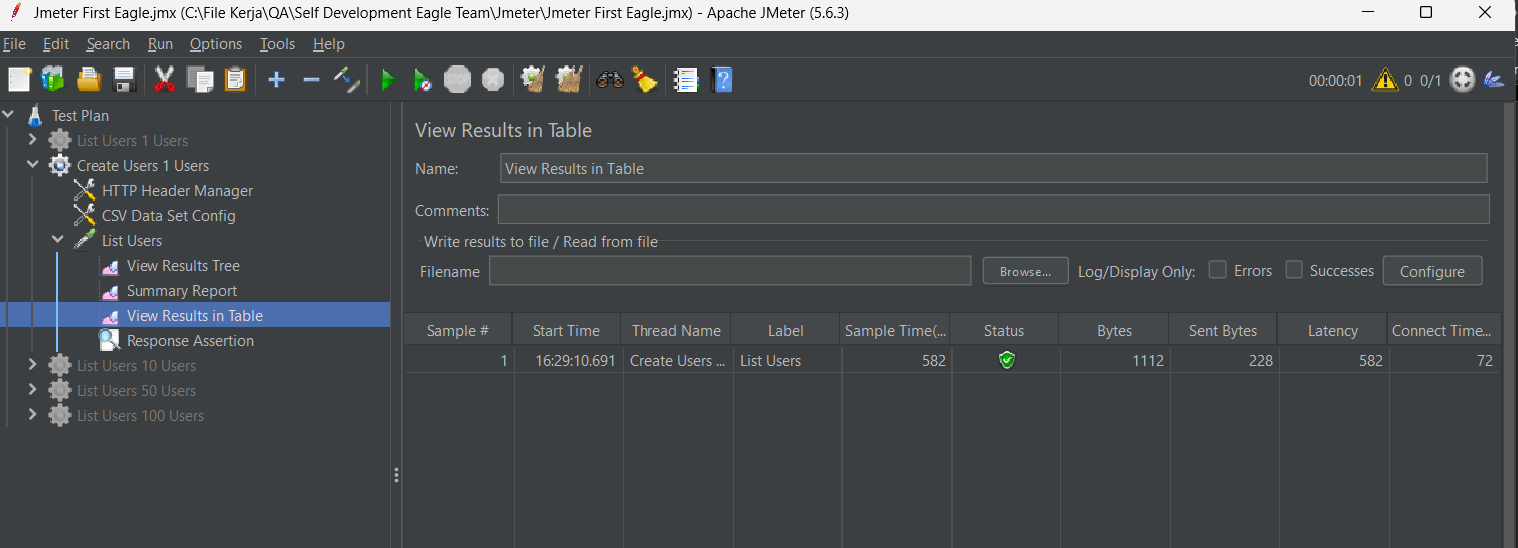 Jmeter First Eagle.jmx (C:\File Kerja\QA\Self Development Eagle Team\Jmeter\Jmeter First Eagle.jmx) - Apache JMeter (5.6.3)
File Edit Search Run Options Tools Help
STOP 00:00:01 0 0/1
Test Plan
List Users 1 Users
Create Users 1 Users
HTTP Header Manager
CSV Data Set Config
List Users
View Results Tree
Summary Report
View Results in Table
Response Assertion
List Users 10 Users
List Users 50 Users
List Users 100 Users
View Results in Table
Name: View Results in Table
Comments:
Write results to file / Read from file
Filename Browse... Log/Display Only: Errors Successes Configure
Sample # Start Time Thread Name Label Sample Time(... Status Bytes Sent Bytes Latency Connect Time...
1 16:29:10.691 Create Users ... List Users 582 1112 228 582 72